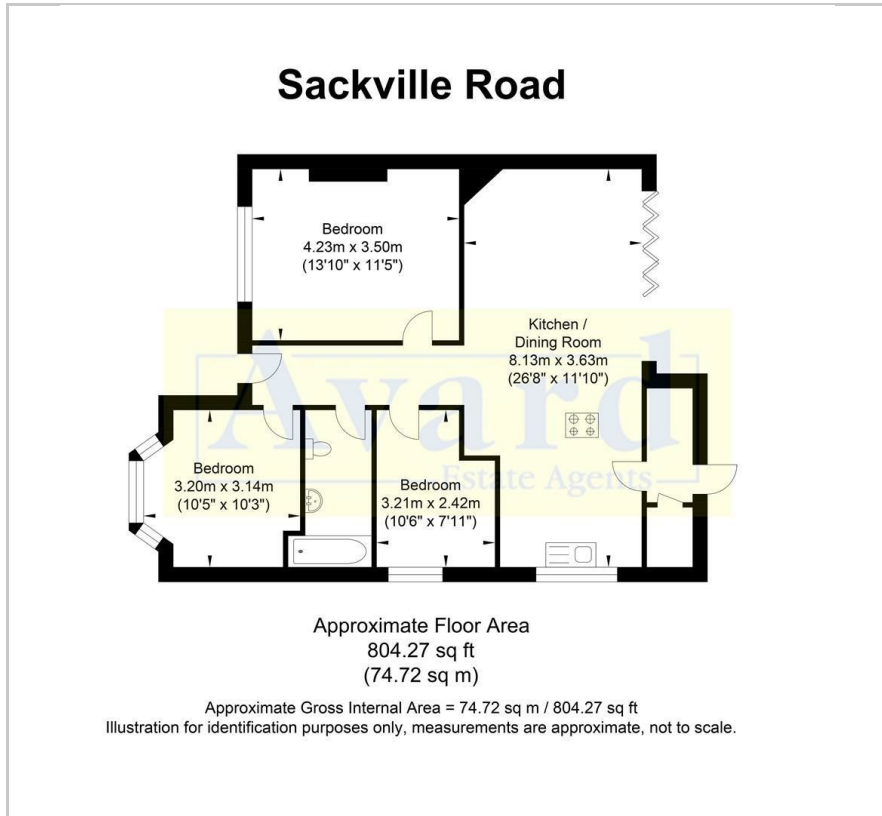 Sackville Road
Bedroom
4.23m x 3.50m
(13'10" x 11'5")
Kitchen /
Dining Room
8.13m x 3.63m
(26'8" x 11'10")
Avard
Estate Agents
Bedroom
3.20m x 3.14m
(10'5" x 10'3")
Bedroom
3.21m x 2.42m
(10'6" x 7'11")
Approximate Floor Area
804.27 sq ft
(74.72 sq m)
Approximate Gross Internal Area = 74.72 sq m / 804.27 sq ft
Illustration for identification purposes only, measurements are approximate, not to scale.